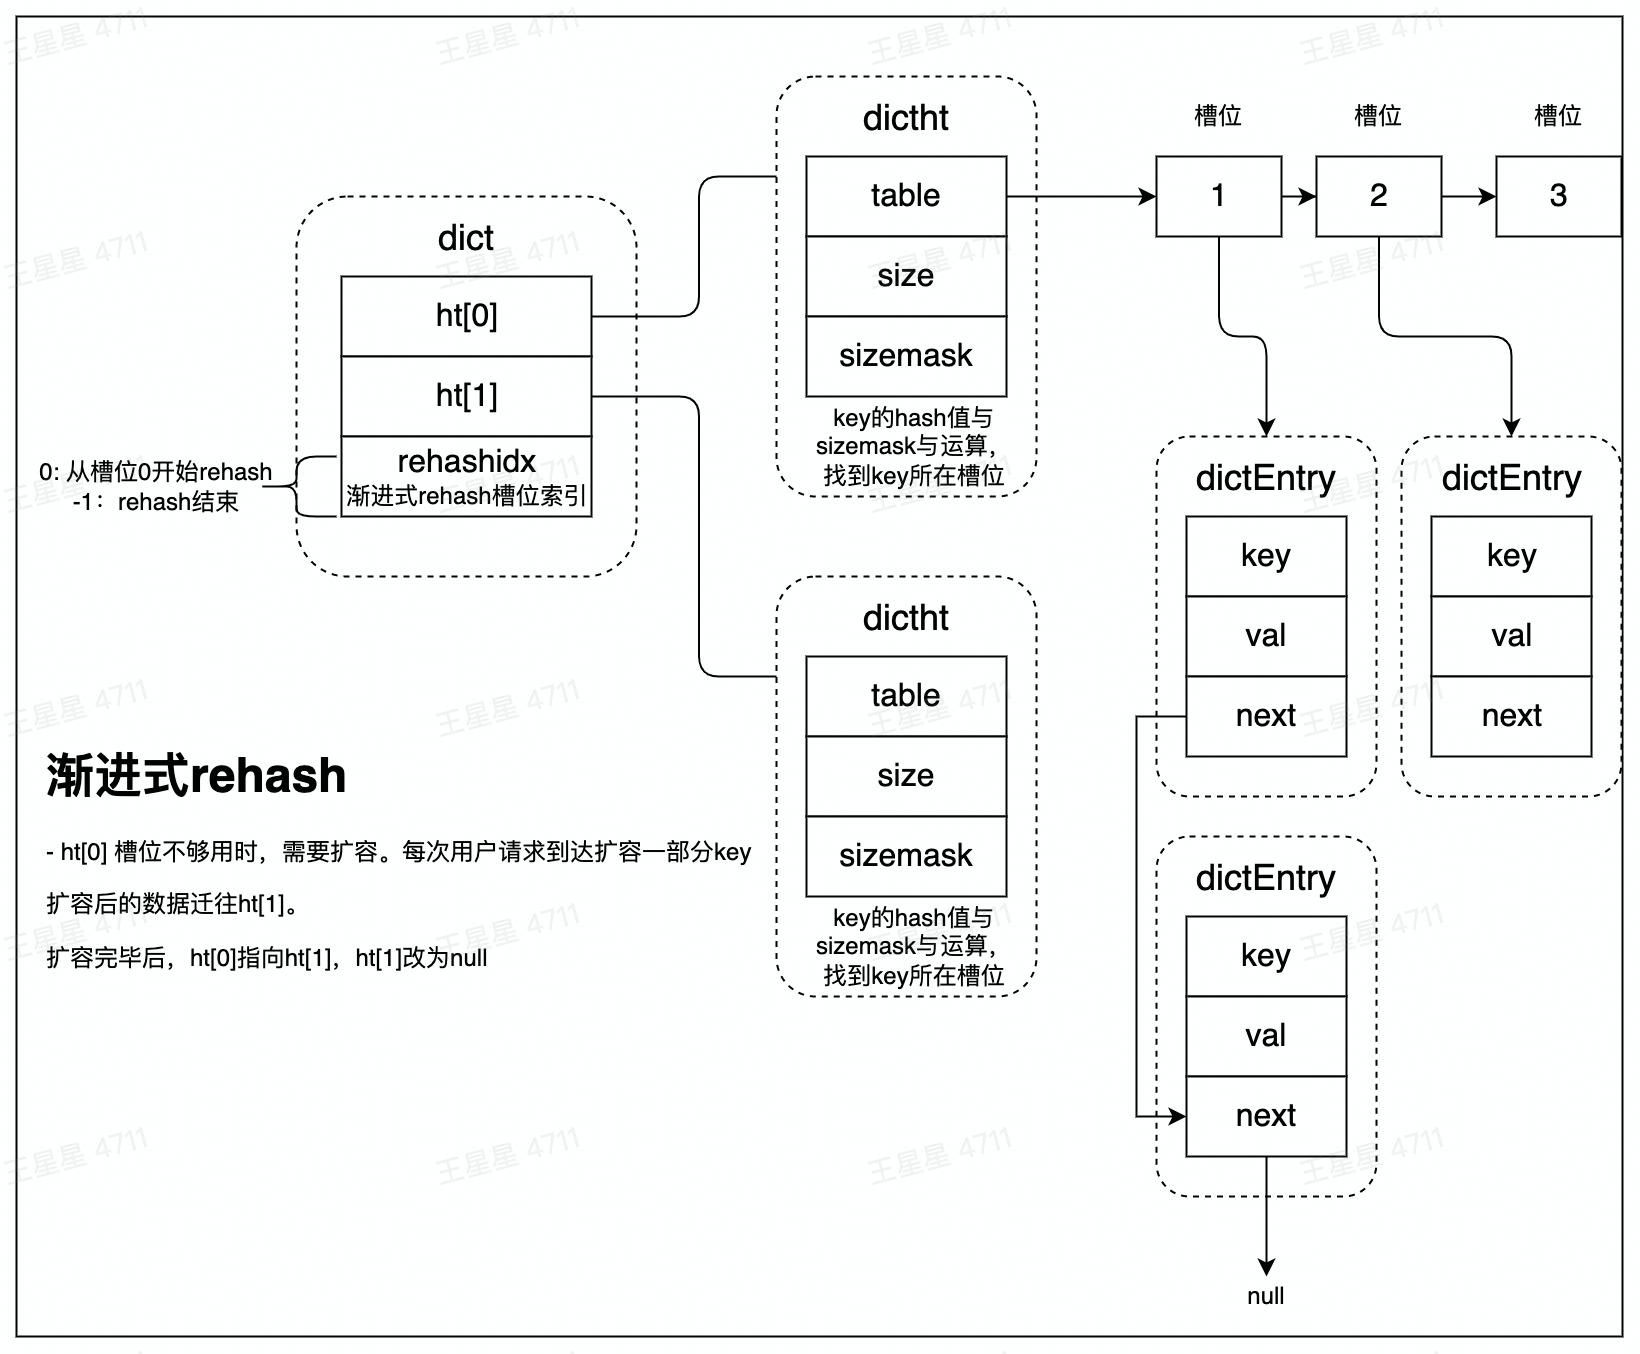 dict
ht[0]
ht[1]
rehashidx
渐进式rehash槽位索引
0: 从槽位0开始rehash
-1：rehash结束
dictht
table
size
sizemask
key的hash值与
sizemask与运算，
找到key所在槽位
dictht
table
size
sizemask
key的hash值与
sizemask与运算，
找到key所在槽位
槽位
槽位
槽位
1
2
3
dictEntry
key
val
next
dictEntry
key
val
next
dictEntry
key
val
next
null
渐进式rehash
- ht[0] 槽位不够用时，需要扩容。每次用户请求到达扩容一部分key
扩容后的数据迁往ht[1]。
扩容完毕后，ht[0]指向ht[1]，ht[1]改为null
王星星 4711